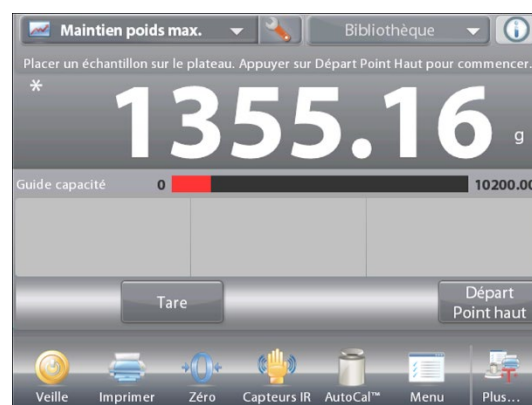 Maintien poids max.
Bibliothèque
Placer un échantillon sur le plateau. Appuyer sur Départ Point Haut pour commencer.
*
1355.16 g
Guide capacité 0 10200.00
Tare
Départ
Point haut
Veille Imprimer Zéro Capteurs IR AutoCal™ Menu Plus...